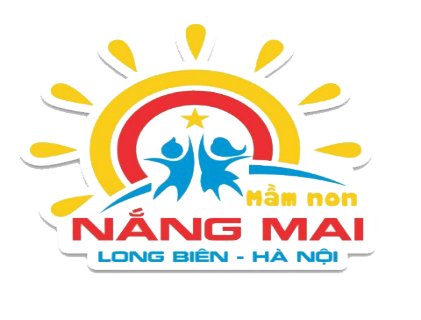 Mầm non
NẮNG MAI
LONG BIÊN - HÀ NỘI